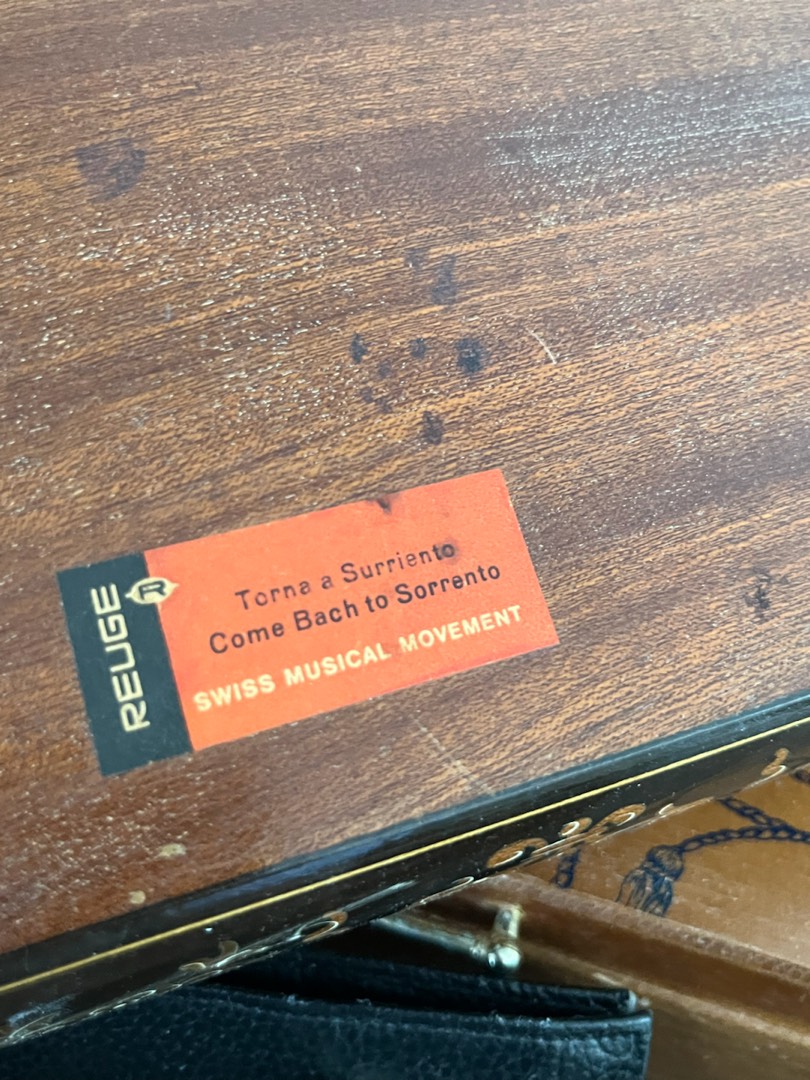 REUGE
R
Torna a Surriento
Come Bach to Sorrento
SWISS MUSICAL MOVEMENT